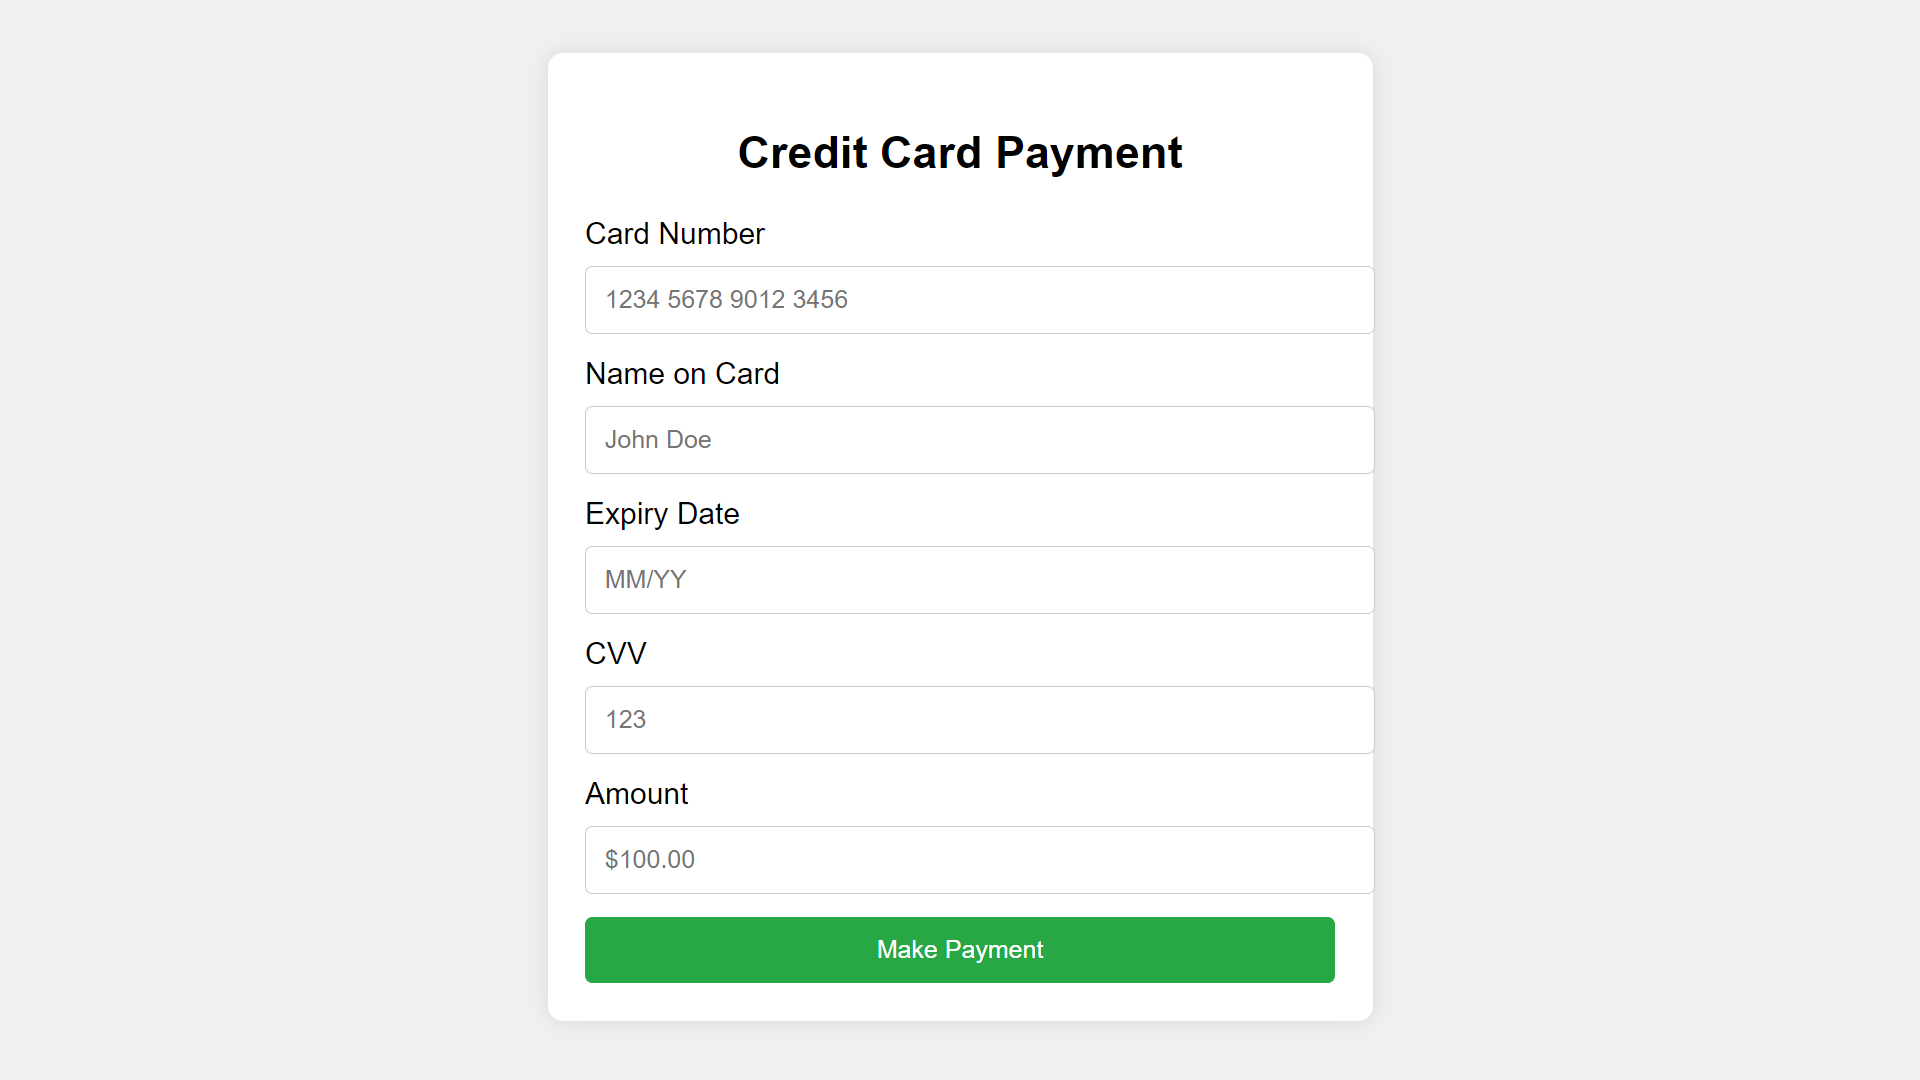 Credit Card Payment
Card Number
1234 5678 9012 3456
Name on Card
John Doe
Expiry Date
MM/YY
CVV
123
Amount
$100.00
Make Payment